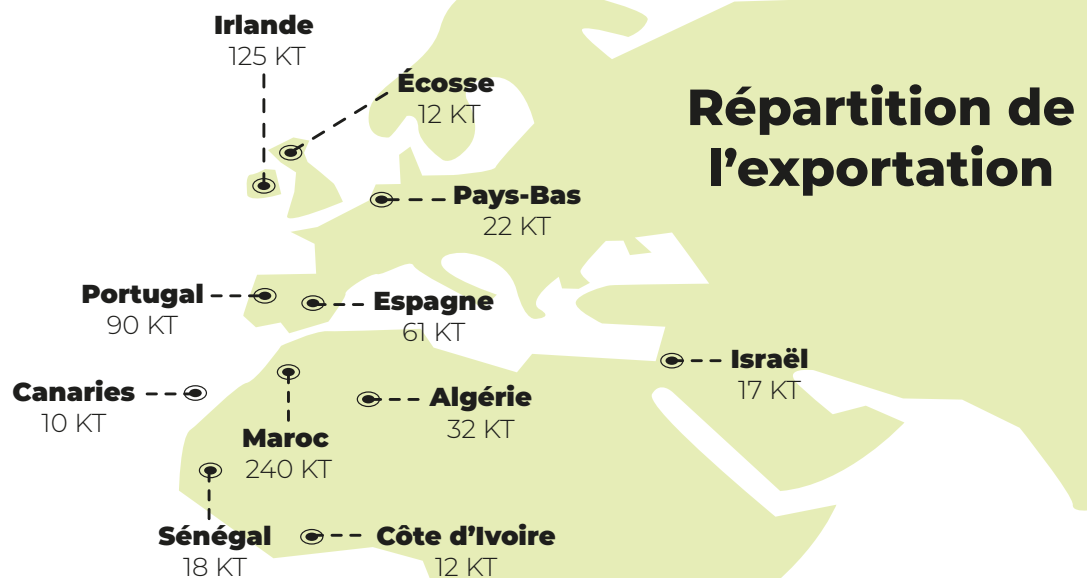 Répartition de
l'exportation
Irlande
125 KT
Écosse
12 KT
Pays-Bas
22 KT
Portugal
90 KT
Espagne
61 KT
Israël
17 KT
Canaries
10 KT
Algérie
32 KT
Maroc
240 KT
Sénégal
18 KT
Côte d'Ivoire
12 KT